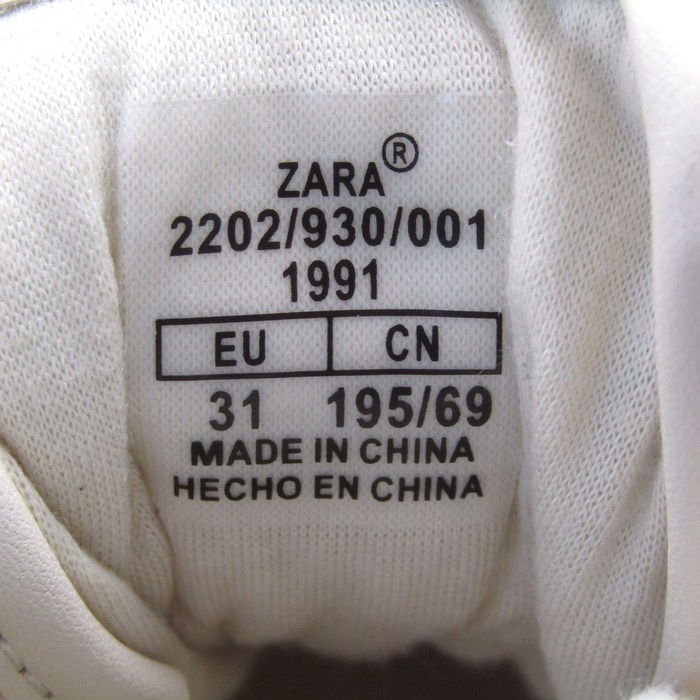 ZARA®
2202/930/001
1991
EU CN
31 195/69
MADE IN CHINA
HECHO EN CHINA